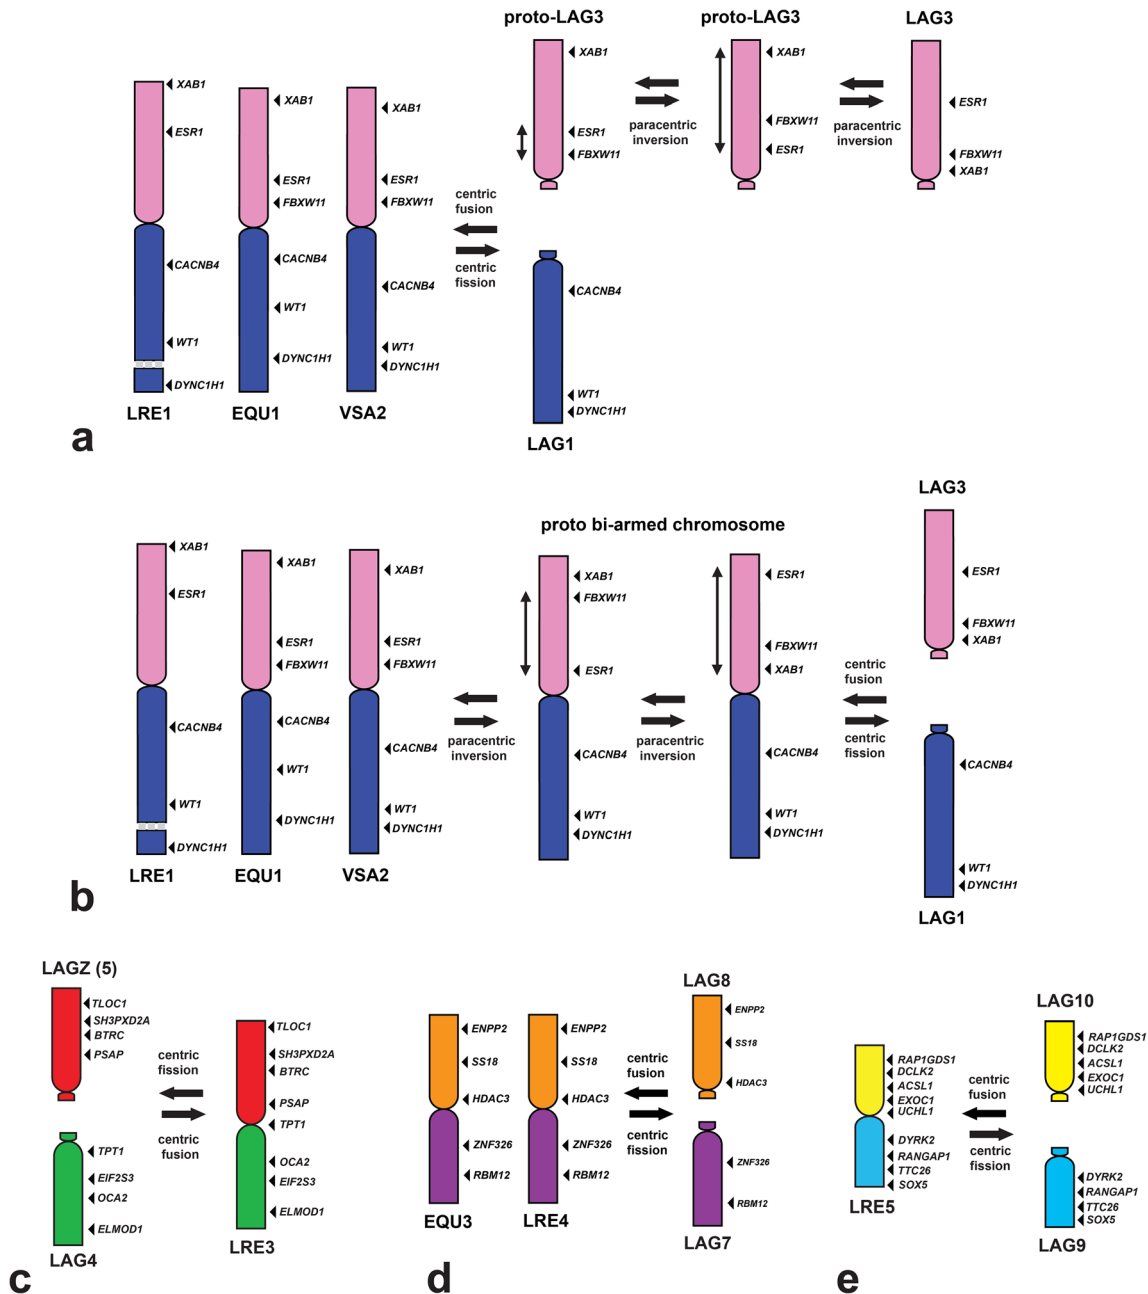 proto-LAG3
proto-LAG3
LAG3
XAB1
ESR1
CACNB4
WT1
DYNC1H1
LRE1
XAB1
ESR1
FBXW11
CACNB4
WT1
DYNC1H1
EQU1
XAB1
ESR1
FBXW11
CACNB4
WT1
DYNC1H1
VSA2
centric
fusion
centric
fission
XAB1
ESR1
FBXW11
CACNB4
WT1
DYNC1H1
LAG1
paracentric
inversion
XAB1
FBXW11
ESR1
paracentric
inversion
ESR1
FBXW11
XAB1
a
proto bi-armed chromosome
LAG3
XAB1
ESR1
CACNB4
WT1
DYNC1H1
LRE1
XAB1
ESR1
FBXW11
CACNB4
WT1
DYNC1H1
EQU1
XAB1
ESR1
FBXW11
CACNB4
WT1
DYNC1H1
VSA2
paracentric
inversion
XAB1
FBXW11
ESR1
CACNB4
WT1
DYNC1H1
paracentric
inversion
ESR1
FBXW11
XAB1
CACNB4
WT1
DYNC1H1
centric
fusion
centric
fission
ESR1
FBXW11
XAB1
CACNB4
WT1
DYNC1H1
LAG1
b
LAGZ (5)
TLOC1
SH3PXD2A
BTRC
PSAP
TPT1
EIF2S3
OCA2
ELMOD1
LAG4
centric
fission
centric
fusion
TLOC1
SH3PXD2A
BTRC
PSAP
TPT1
OCA2
EIF2S3
ELMOD1
LRE3
c
ENPP2
SS18
HDAC3
ZNF326
RBM12
EQU3
ENPP2
SS18
HDAC3
ZNF326
RBM12
LRE4
centric
fusion
centric
fission
LAG8
ENPP2
SS18
HDAC3
ZNF326
RBM12
LAG7
d
RAP1GDS1
DCLK2
ACSL1
EXOC1
UCHL1
DYRK2
RANGAP1
TTC26
SOX5
LRE5
centric
fusion
centric
fission
LAG10
RAP1GDS1
DCLK2
ACSL1
EXOC1
UCHL1
DYRK2
RANGAP1
TTC26
SOX5
LAG9
e